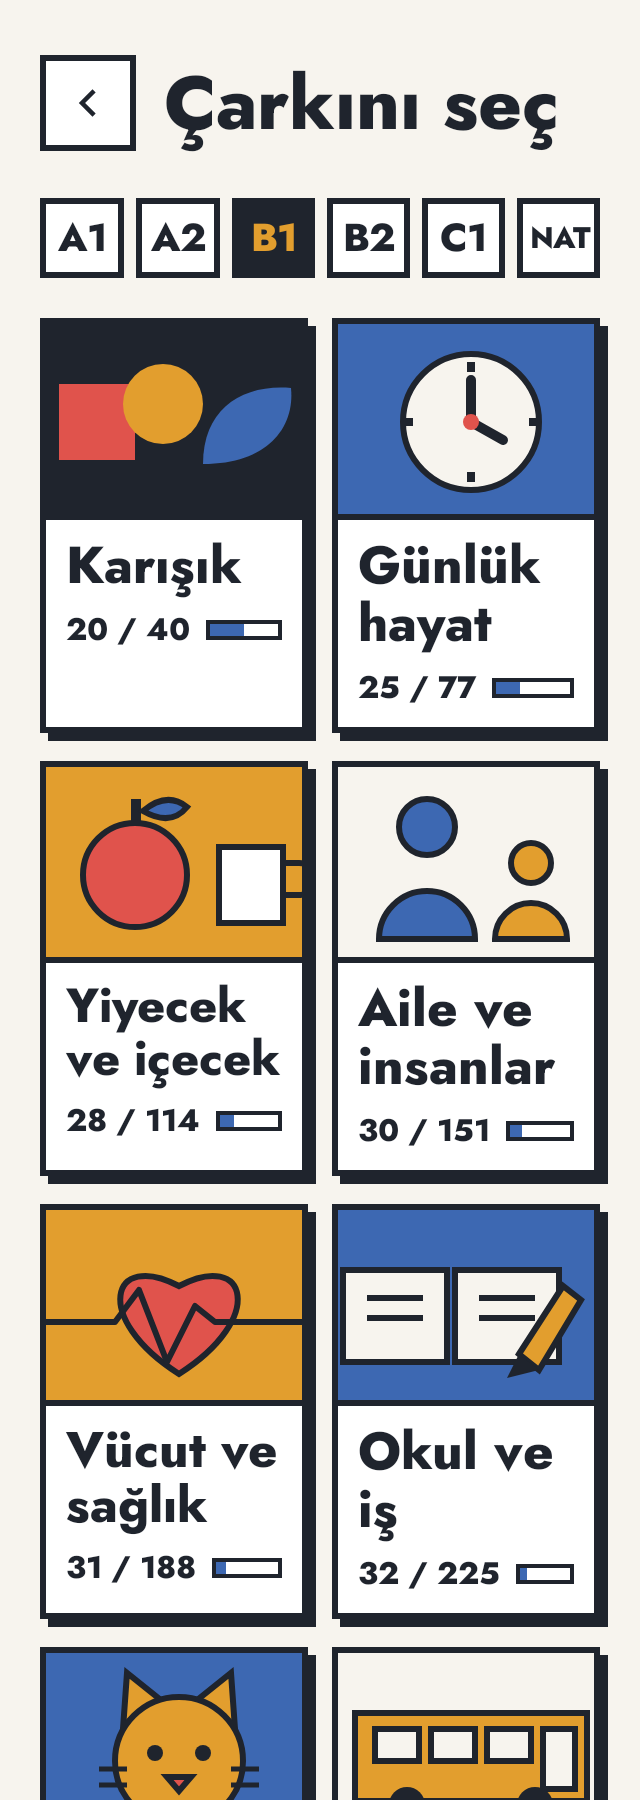 Çarkını seç
A1 A2 B1 B2 C1 NAT
Karışık
20 / 40
Günlük
hayat
25 / 77
Yiyecek
ve içecek
28 / 114
Aile ve
insanlar
30 / 151
Vücut ve
sağlık
31 / 188
Okul ve
iş
32 / 225